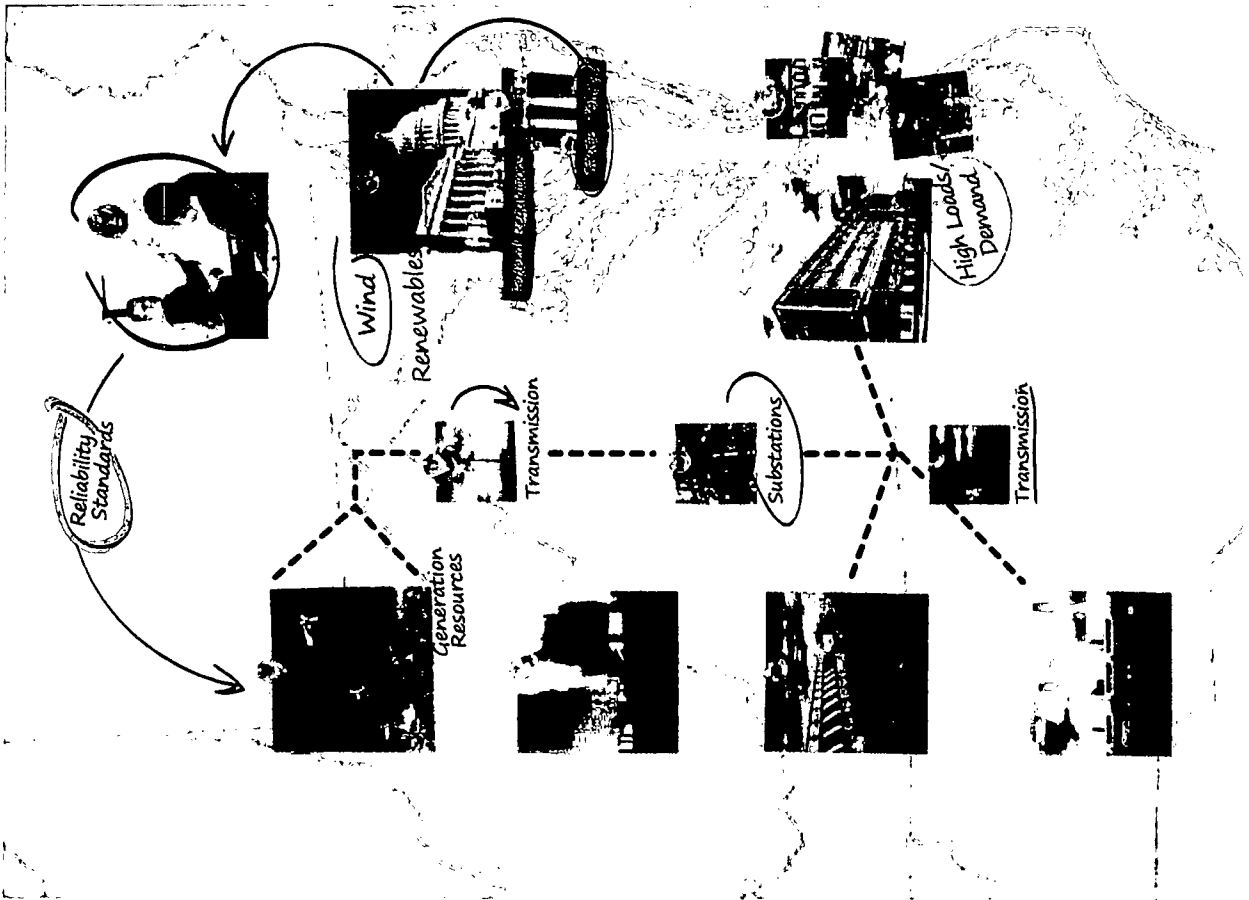 Reliability
Standards
Wind
Renewables
High Loads/
Demand
Transmission
Substations
Transmission
Generation
Resources